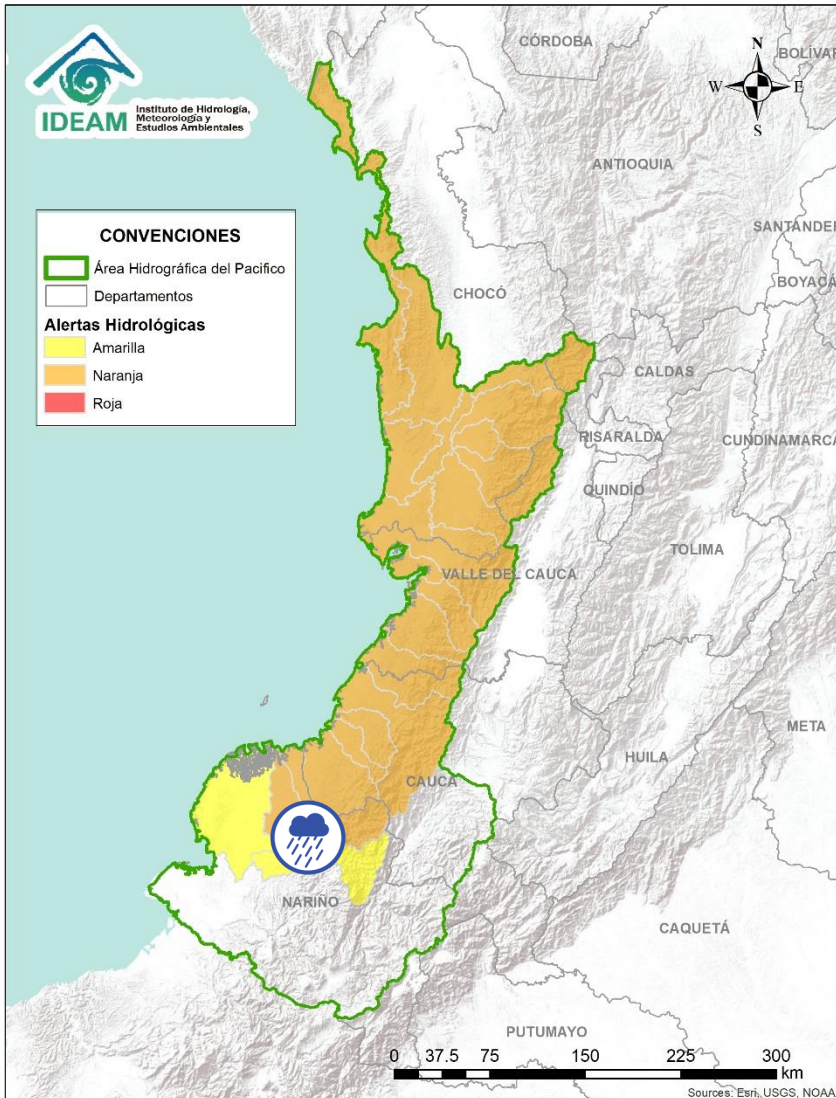 IDEAM
Instituto de Hidrología,
Meteorología y
Estudios Ambientales
CÓRDOBA
BOLÍVAR
N
W
E
S
ANTIOQUIA
SANTANDER
BOYACÁ
CONVENCIONES
Área Hidrográfica del Pacifico
Departamentos
Alertas Hidrológicas
Amarilla
Naranja
Roja
CHOCÓ
CALDAS
RISARALDA
CUNDINAMARCA
QUINDÍO
TOLIMA
VALLE DEL CAUCA
META
HUILA
CAUCA
NARIÑO
CAQUETÁ
PUTUMAYO
0 37.5 75 150 225 300
km
Sources: Esri, USGS, NOAA